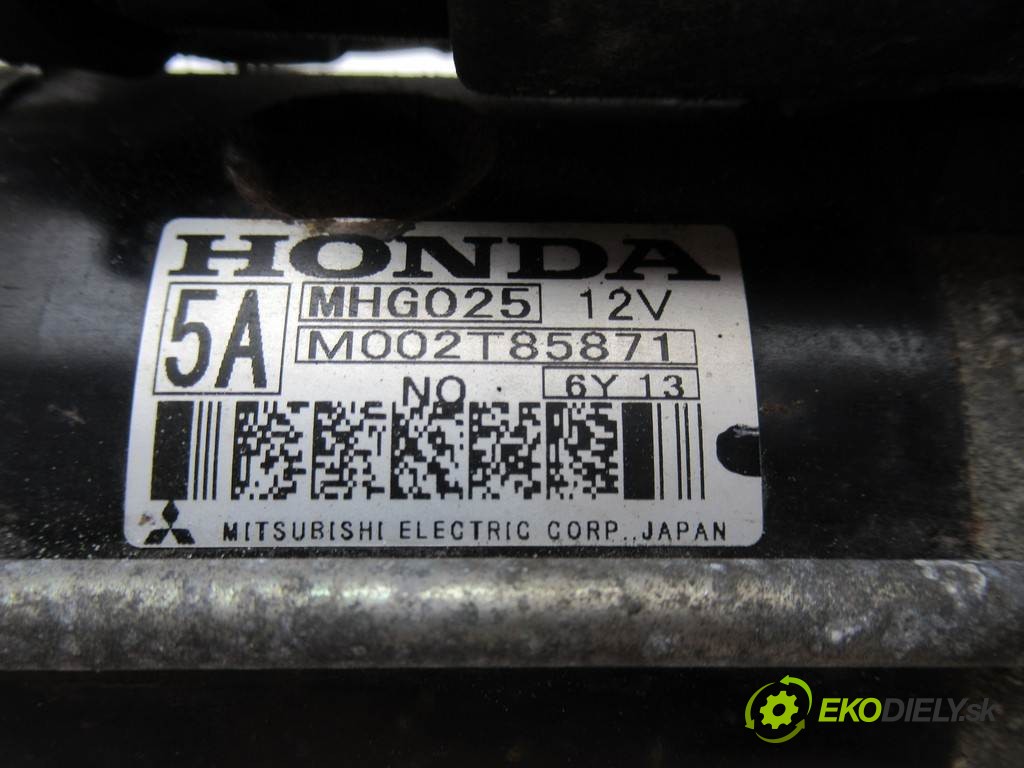 HONDA
5A
MHG025 12V
M002T85871
NO 6Y 13
MITSUBISHI ELECTRIC CORP., JAPAN
EKODIELY.sk